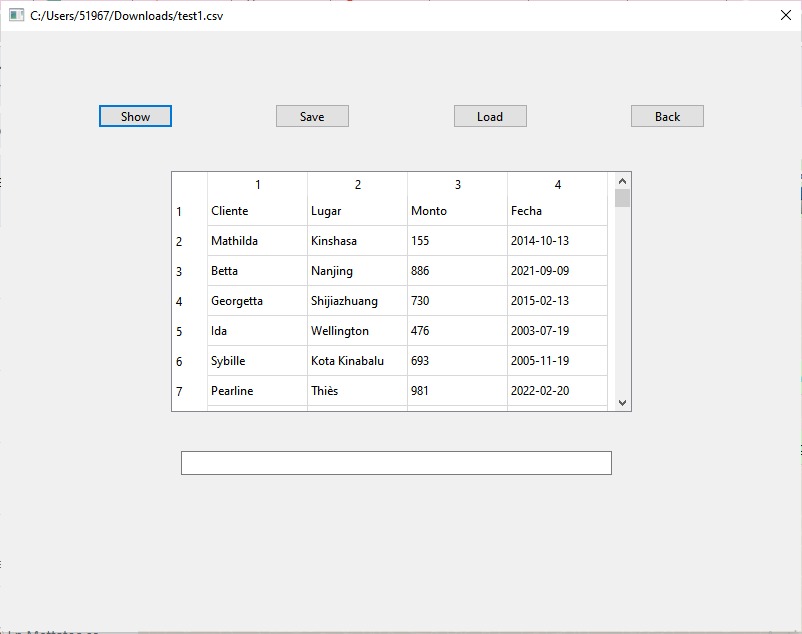 C:/Users/51967/Downloads/test1.csv
Show Save Load Back
1 2 3 4
1 Cliente Lugar Monto Fecha
2 Mathilda Kinshasa 155 2014-10-13
3 Betta Nanjing 886 2021-09-09
4 Georgetta Shijiazhuang 730 2015-02-13
5 Ida Wellington 476 2003-07-19
6 Sybille Kota Kinabalu 693 2005-11-19
7 Pearline Thiès 981 2022-02-20